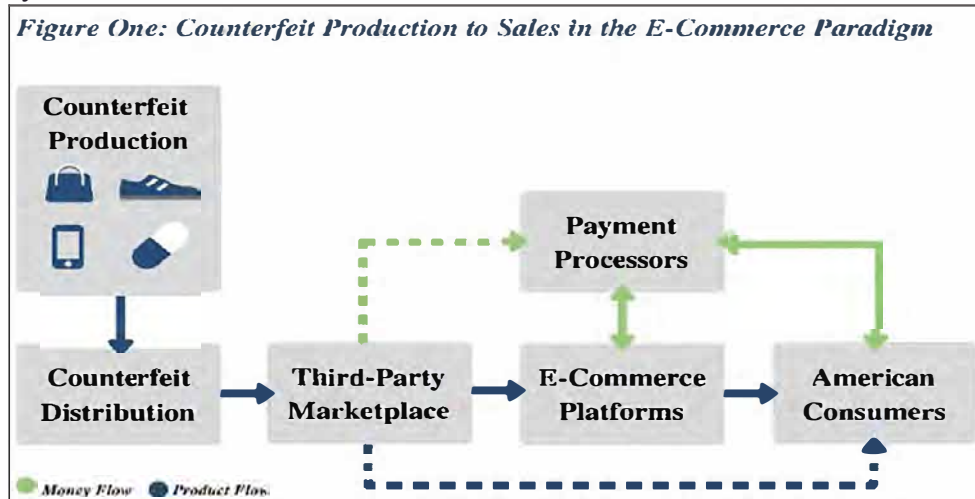 Figure One: Counterfeit Production to Sales in the E-Commerce Paradigm
Counterfeit
Production
Payment
Processors
Counterfeit
Distribution
Third-Party
Marketplace
E-Commerce
Platforms
American
Consumers
Money Flow
Product Flow